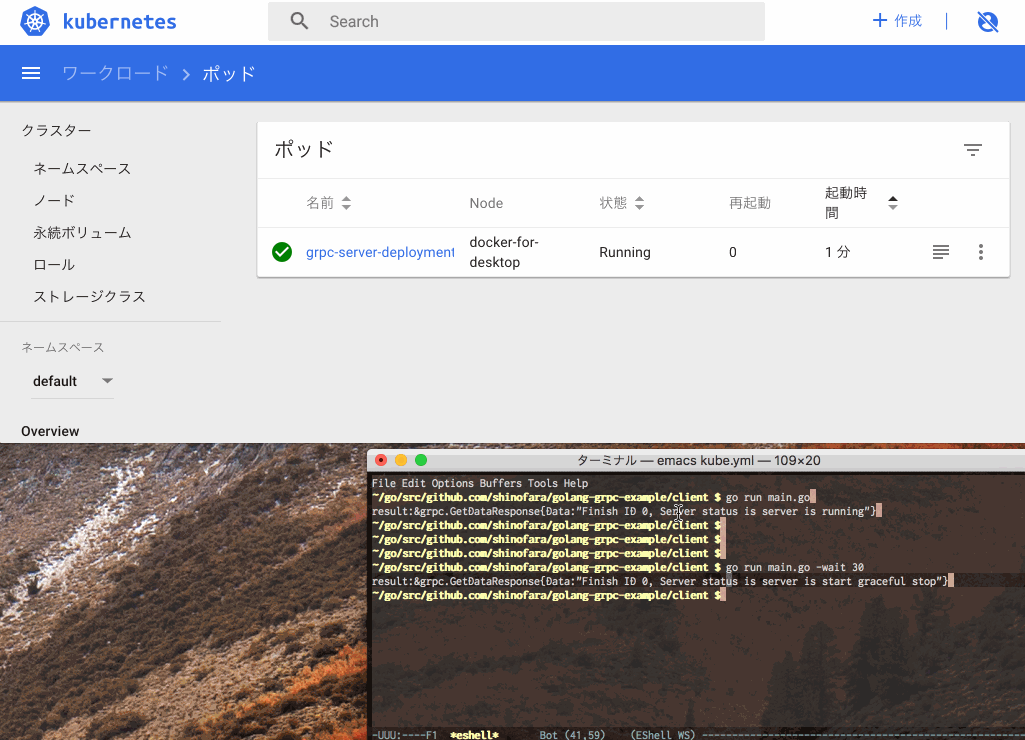 kubernetes
Search
作成
ワークロード > ポッド
クラスター
ネームスペース
ノード
永続ボリューム
ロール
ストレージクラス
ネームスペース
default
Overview
ポッド
名前
Node
状態
再起動
起動時
間
grpc-server-deployment
docker-for-
desktop
Running
0
1 分
ターミナル — emacs kube.yml — 109×20
File Edit Options Buffers Tools Help
~/go/src/github.com/shinofara/golang-grpc-example/client $ go run main.go
result:&grpc.GetDataResponse{Data:"Finish ID 0, Server status is server is running"}
~/go/src/github.com/shinofara/golang-grpc-example/client $
~/go/src/github.com/shinofara/golang-grpc-example/client $
~/go/src/github.com/shinofara/golang-grpc-example/client $
~/go/src/github.com/shinofara/golang-grpc-example/client $ go run main.go -wait 30
result:&grpc.GetDataResponse{Data:"Finish ID 0, Server status is server is start graceful stop"}
~/go/src/github.com/shinofara/golang-grpc-example/client $
-UUU:----F1 *eshell* Bot (41,59) (EShell WS) ----------